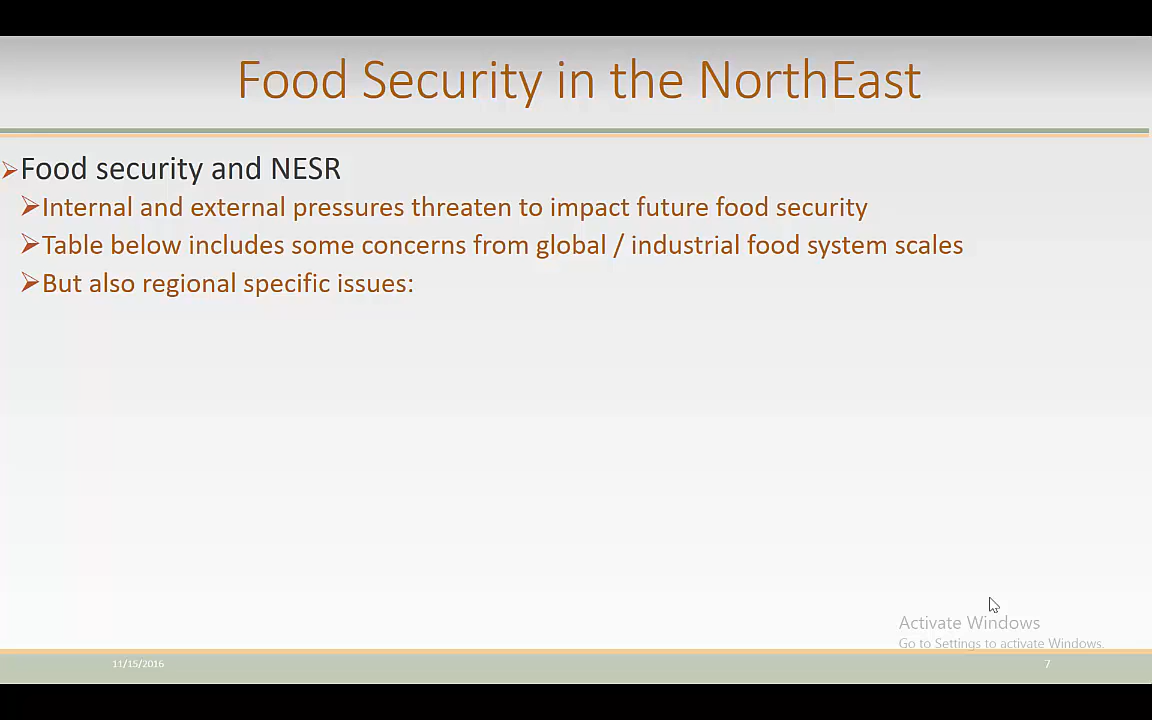 Food Security in the NorthEast
Food security and NESR
Internal and external pressures threaten to impact future food security
Table below includes some concerns from global / industrial food system scales
But also regional specific issues:
Activate Windows
Go to Settings to activate Windows.
11/15/2016
7